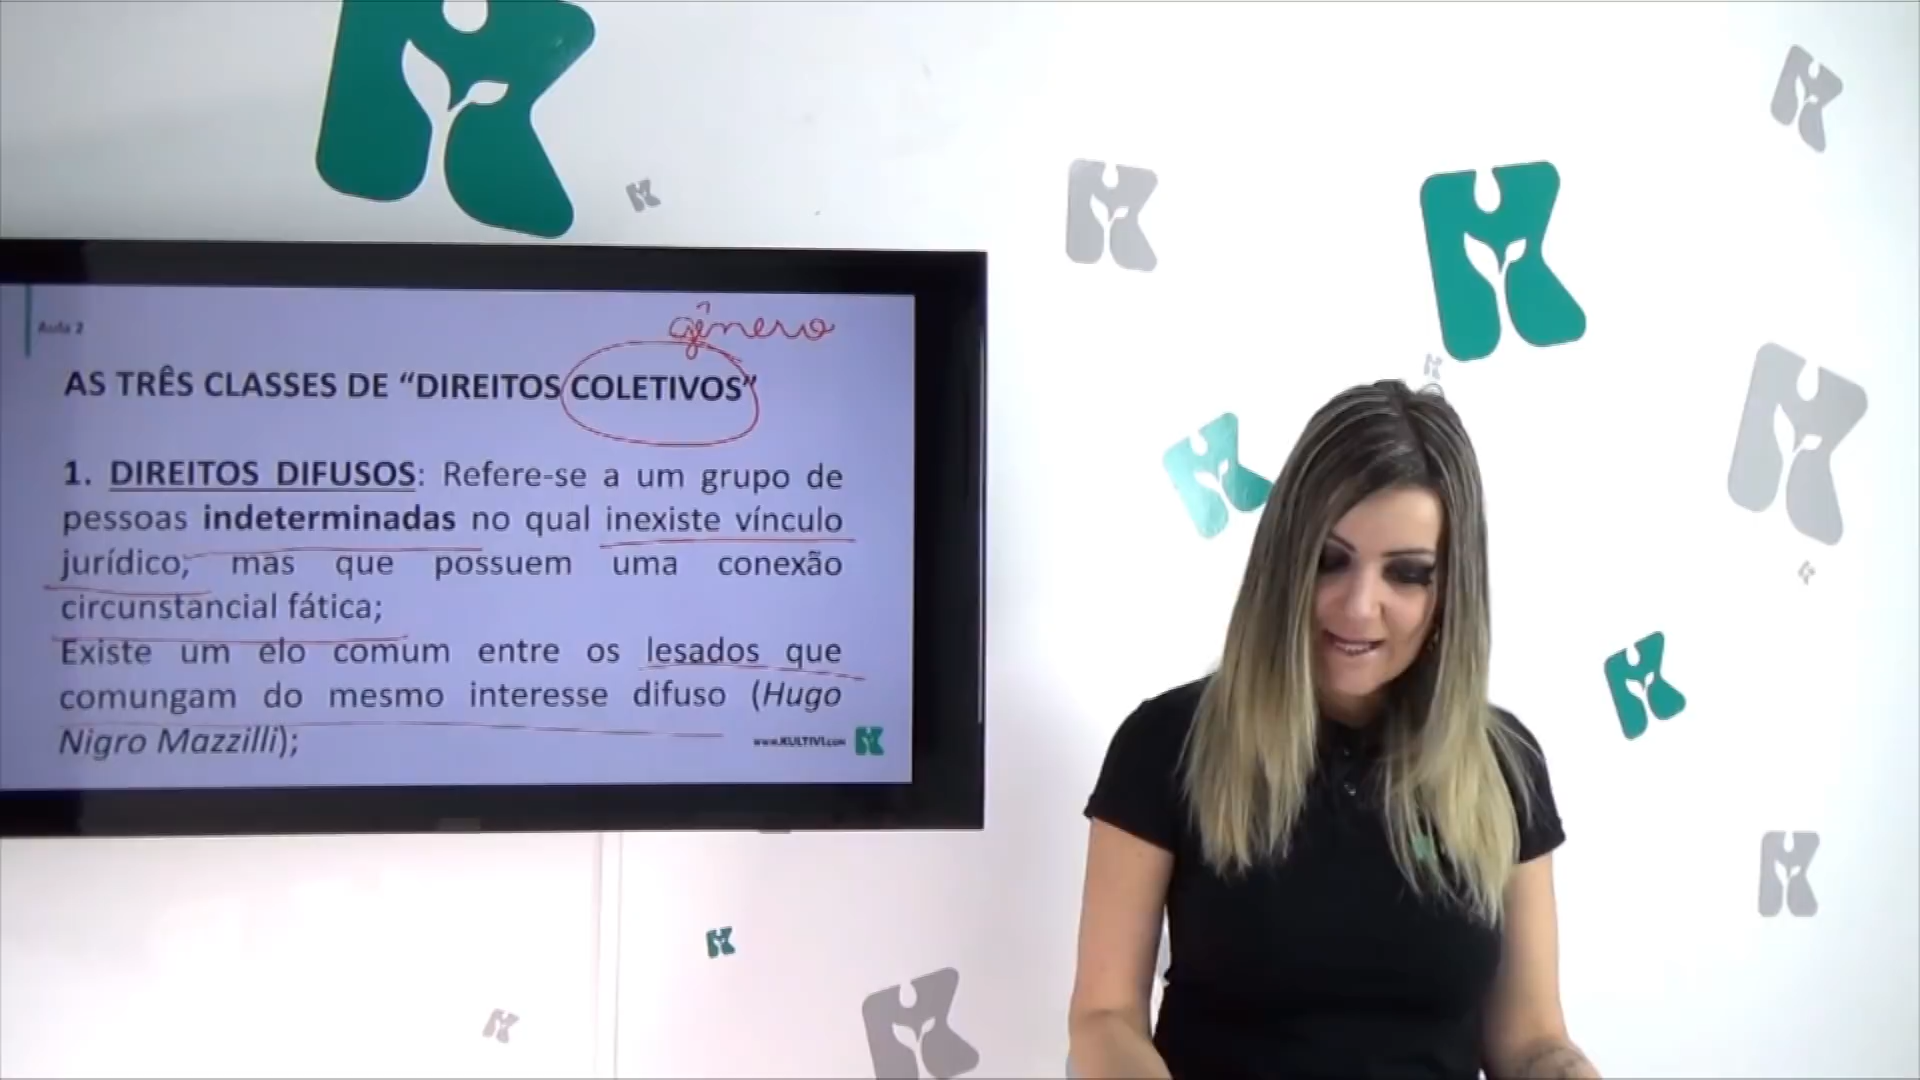 Aula 2
gênero
AS TRÊS CLASSES DE “DIREITOS COLETIVOS”
1. DIREITOS DIFUSOS: Refere-se a um grupo de
pessoas indeterminadas no qual inexiste vínculo
jurídico; mas que possuem uma conexão
circunstancial fática;
Existe um elo comum entre os lesados que
comungam do mesmo interesse difuso (Hugo
Nigro Mazzilli);
www.KULTIVI.com